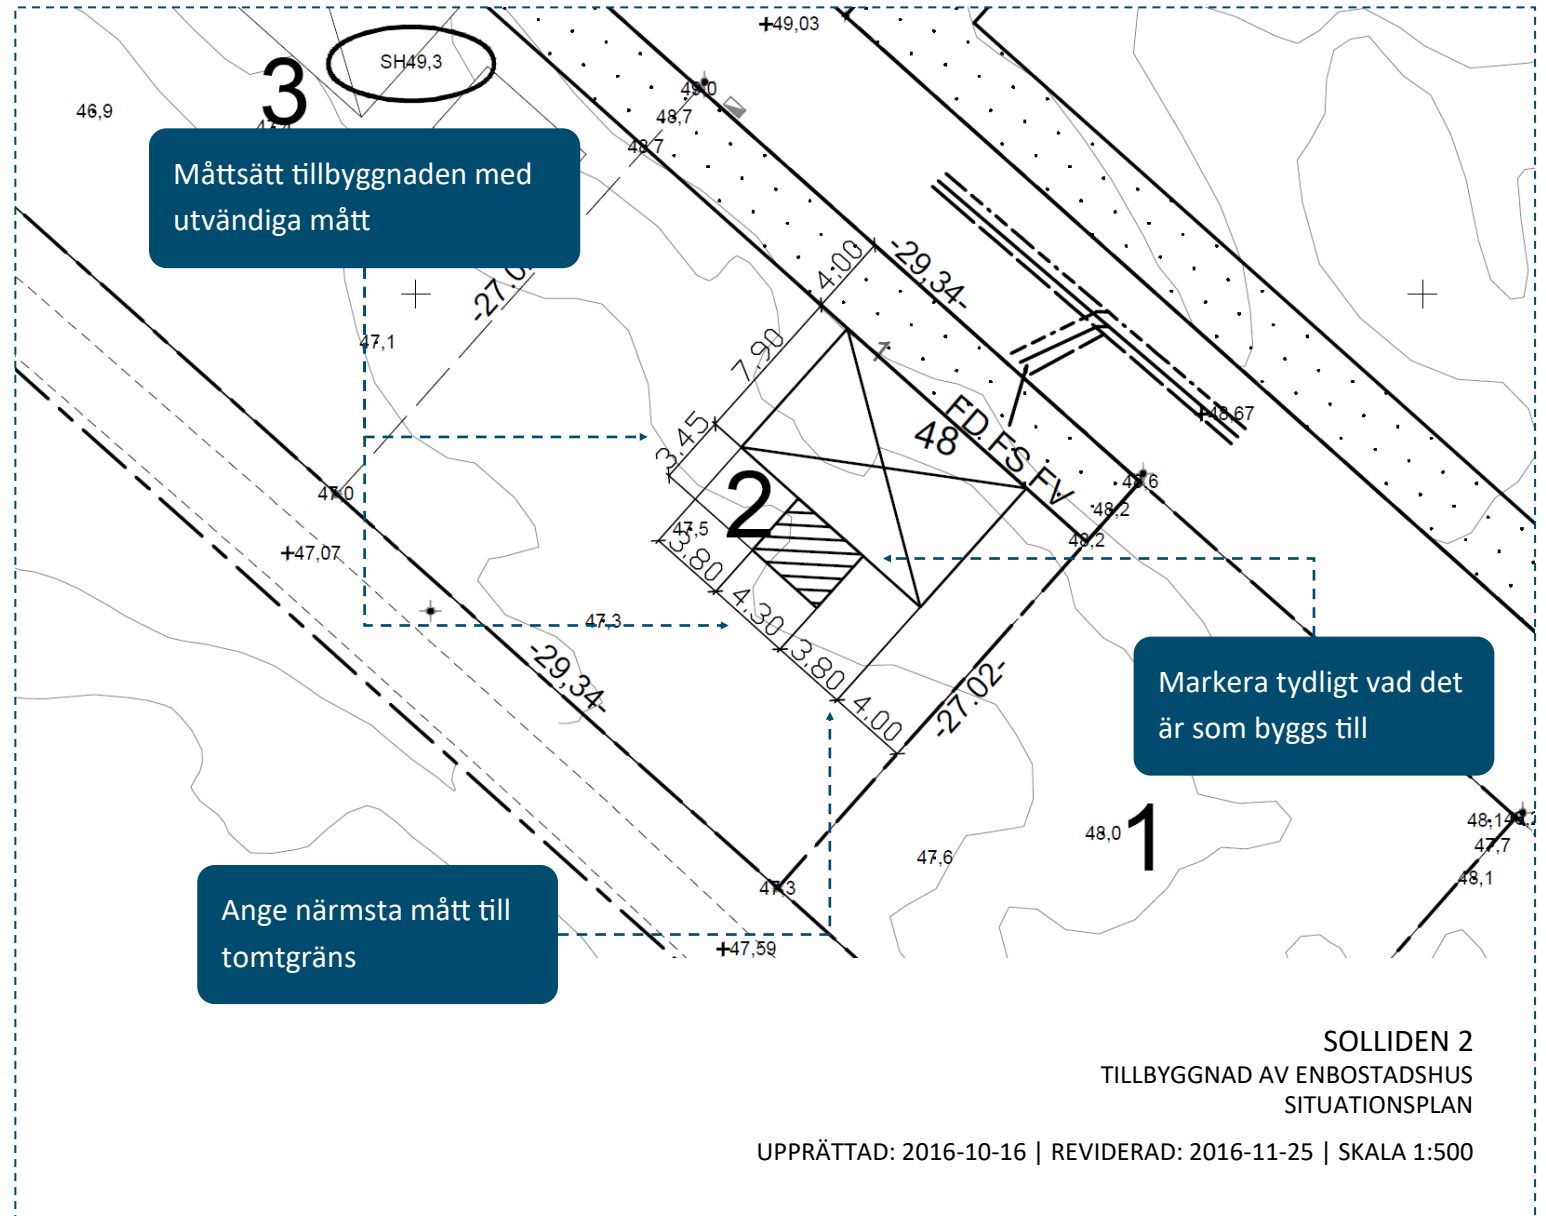 +49,03
SH49,3
3
46,9
49,0
48,7
48,7
Måttsätt tillbyggnaden med
utvändiga mått
4.00
-29,34-
47,1
7.90
FD FS FV
48
48,67
3.45
2
47,0
47,5
48,6
48,2
48,2
+47,07
3.80
4.30
3.80
4.00
47,3
-29,34-
-27.02-
Markera tydligt vad det
är som byggs till
48,0
1
48,1
47,7
48,1
47,6
47,3
Ange närmsta mått till
tomtgräns
+47,59
SOLLIDEN 2
TILLBYGGNAD AV ENBOSTADSHUS
SITUATIONSPLAN
UPPRÄTTAD: 2016-10-16 | REVIDERAD: 2016-11-25 | SKALA 1:500